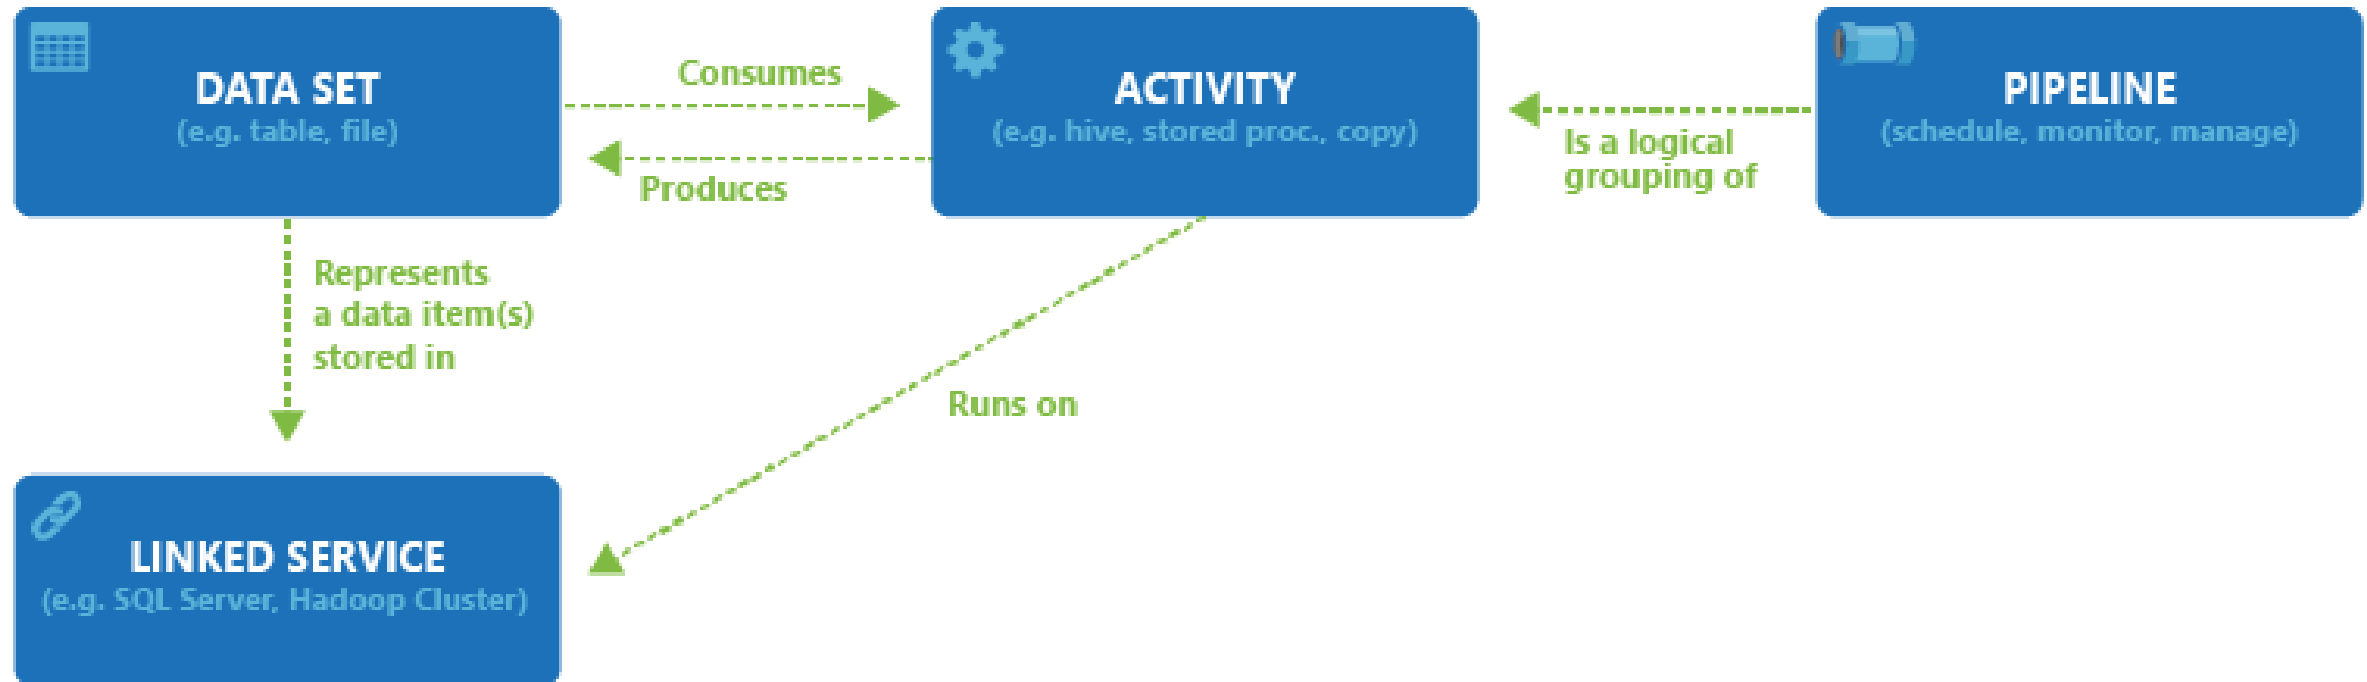 DATA SET
(e.g. table, file)
Consumes
Produces
ACTIVITY
(e.g. hive, stored proc., copy)
Is a logical
grouping of
PIPELINE
(schedule, monitor, manage)
Represents
a data item(s)
stored in
Runs on
LINKED SERVICE
(e.g. SQL Server, Hadoop Cluster)